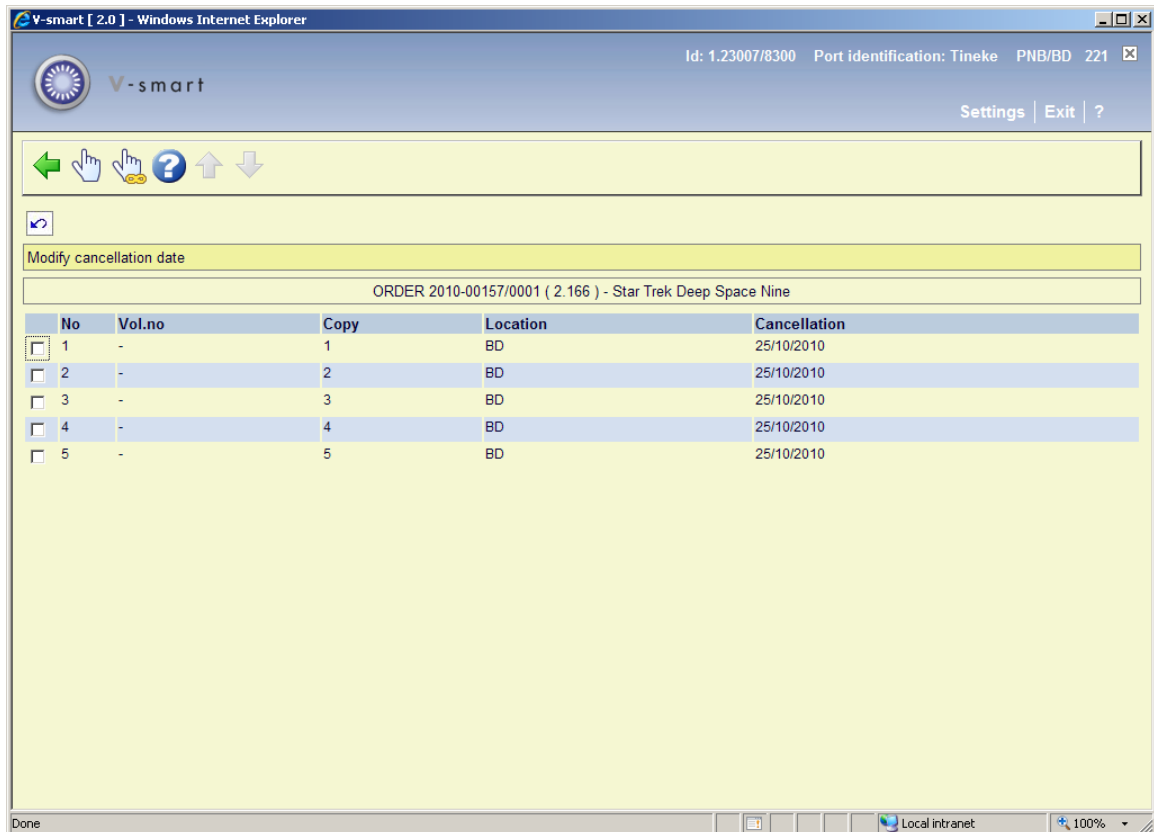 V-smart [ 2.0 ] - Windows Internet Explorer
Id: 1.23007/8300 Port identification: Tineke PNB/BD 221
V-smart
Settings Exit ?
Modify cancellation date
ORDER 2010-00157/0001 ( 2.166 ) - Star Trek Deep Space Nine
No Vol.no Copy Location Cancellation
1 - 1 BD 25/10/2010
2 - 2 BD 25/10/2010
3 - 3 BD 25/10/2010
4 - 4 BD 25/10/2010
5 - 5 BD 25/10/2010
Done Local intranet 100%